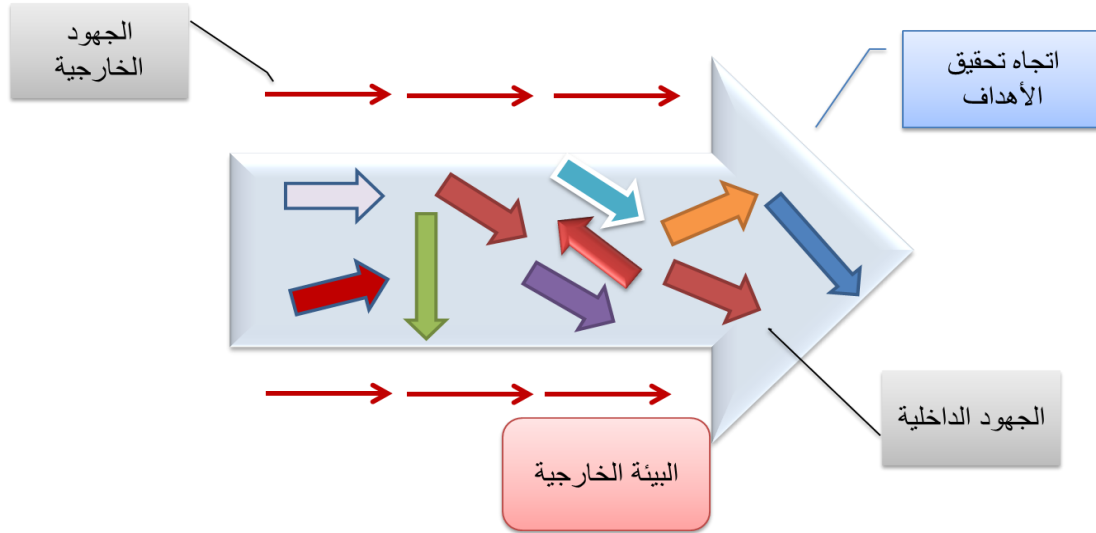 الجهود
الخارجية
اتجاه تحقيق
الأهداف
الجهود الداخلية
البيئة الخارجية